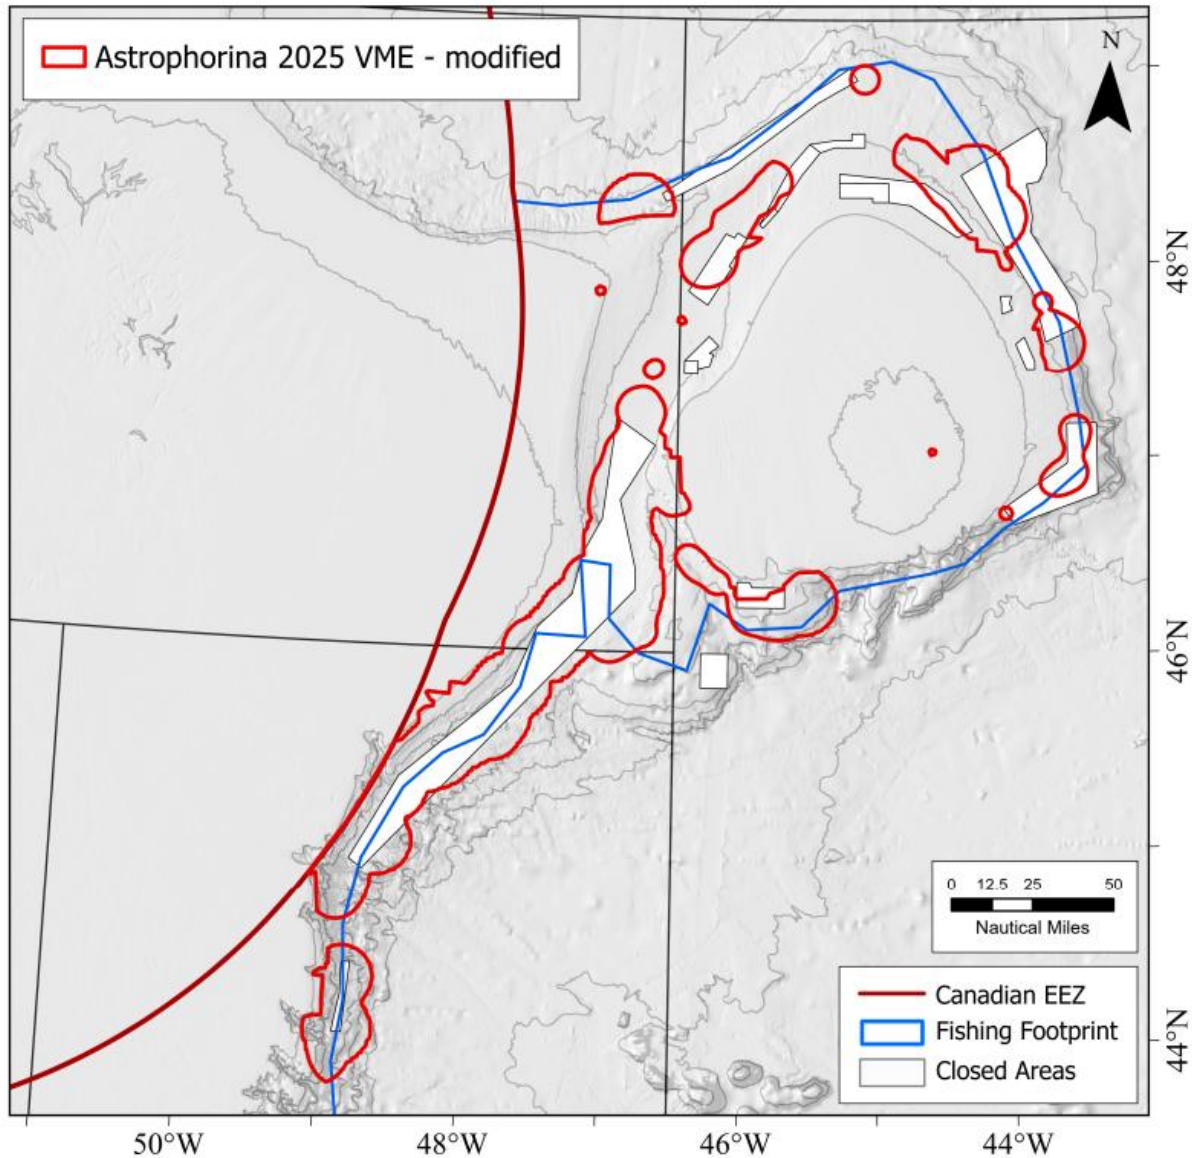 Astrophorina 2025 VME - modified
N
48°N
46°N
0 12.5 25 50
Nautical Miles
Canadian EEZ
Fishing Footprint
Closed Areas
44°N
50°W 48°W 46°W 44°W